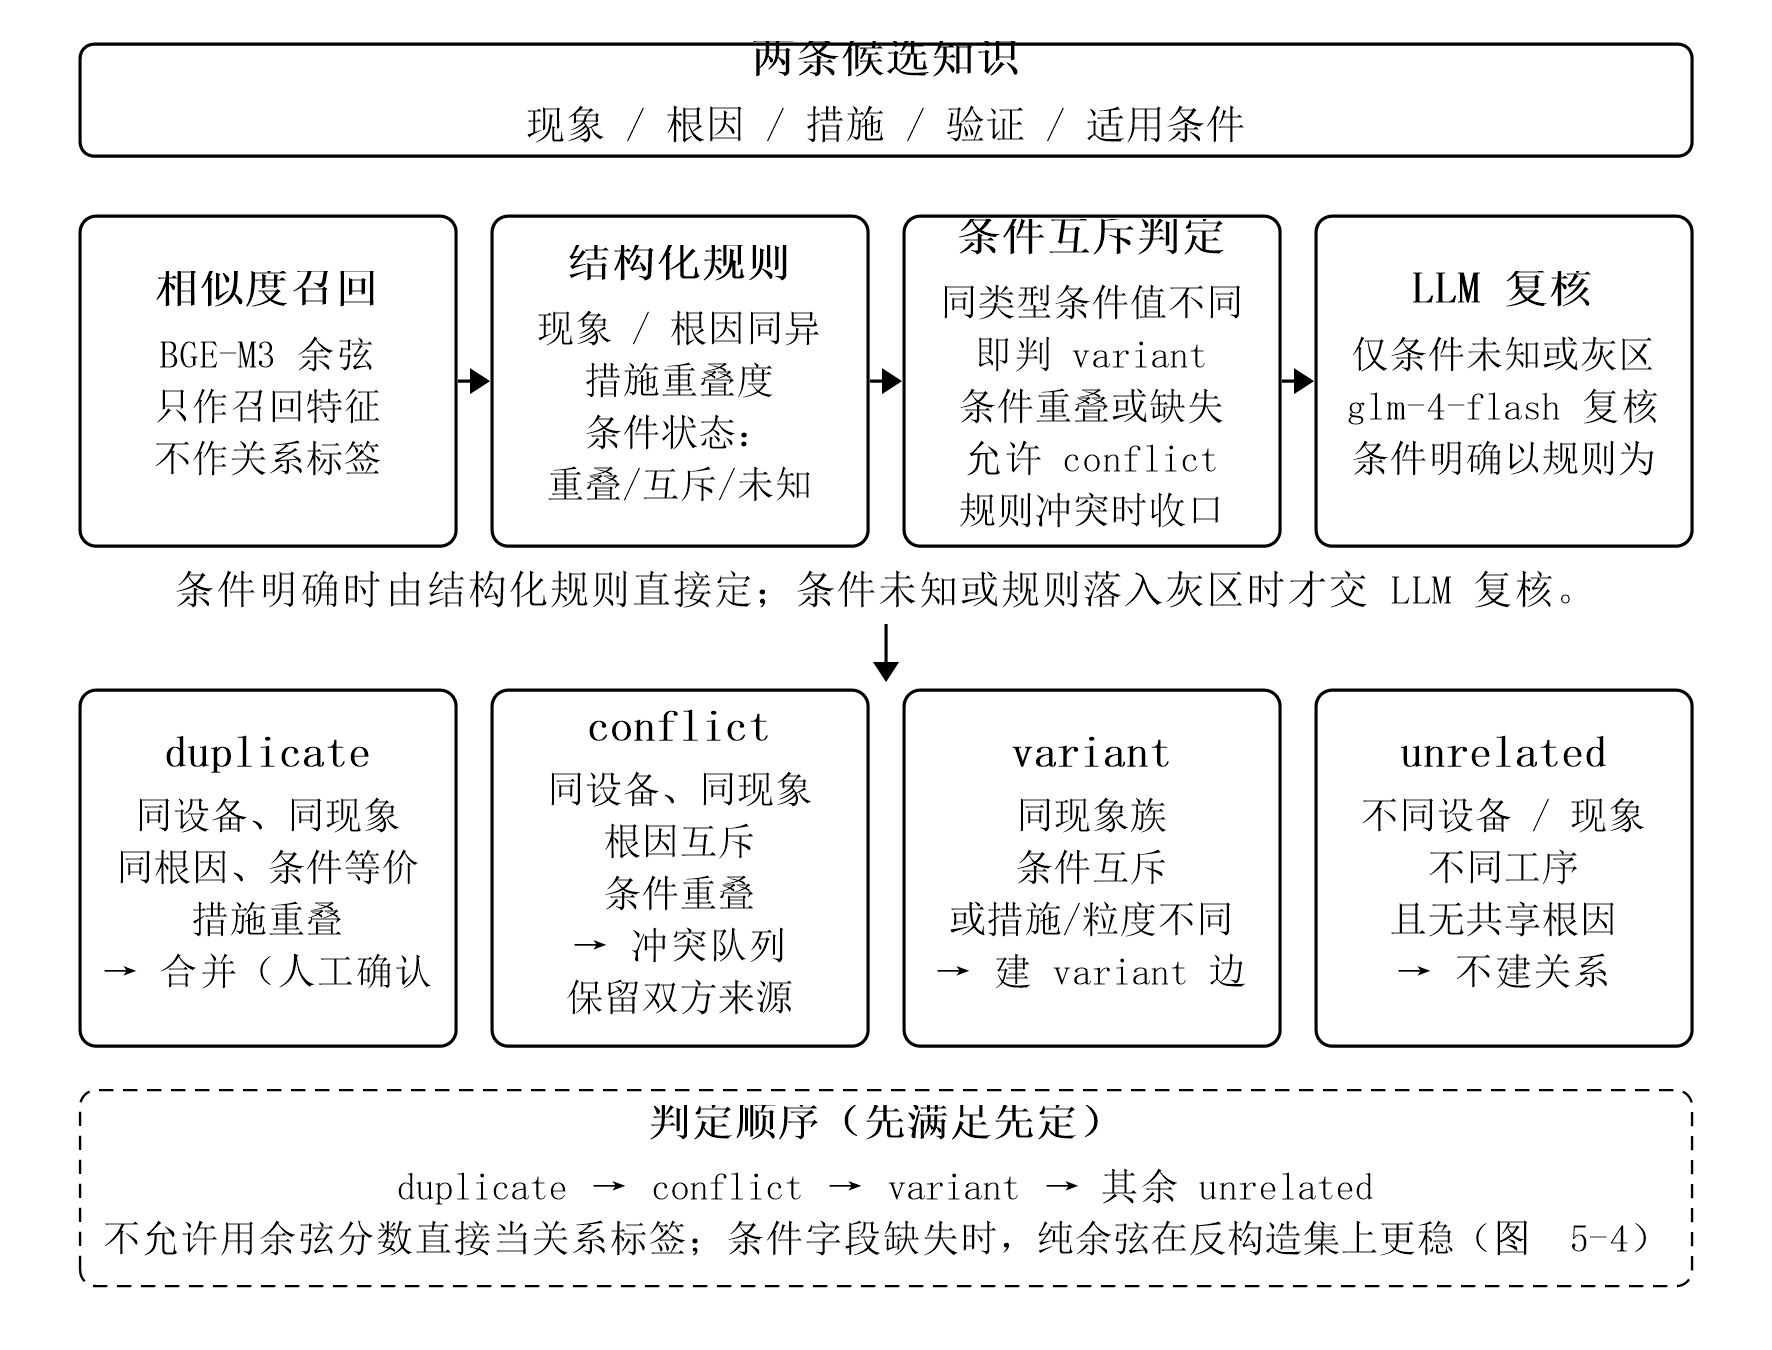 两条候选知识
现象 / 根因 / 措施 / 验证 / 适用条件
相似度召回
BGE-M3 余弦
只作召回特征
不作关系标签
结构化规则
现象 / 根因同异
措施重叠度
条件状态：
重叠/互斥/未知
条件互斥判定
同类型条件值不同
即判 variant
条件重叠或缺失
允许 conflict
规则冲突时收口
LLM 复核
仅条件未知或灰区
glm-4-flash 复核
条件明确以规则为
条件明确时由结构化规则直接定；条件未知或规则落入灰区时才交 LLM 复核。
duplicate
同设备、同现象
同根因、条件等价
措施重叠
→ 合并（人工确认
conflict
同设备、同现象
根因互斥
条件重叠
→ 冲突队列
保留双方来源
variant
同现象族
条件互斥
或措施/粒度不同
→ 建 variant 边
unrelated
不同设备 / 现象
不同工序
且无共享根因
→ 不建关系
判定顺序（先满足先定）
duplicate → conflict → variant → 其余 unrelated
不允许用余弦分数直接当关系标签；条件字段缺失时，纯余弦在反构造集上更稳（图 5-4）